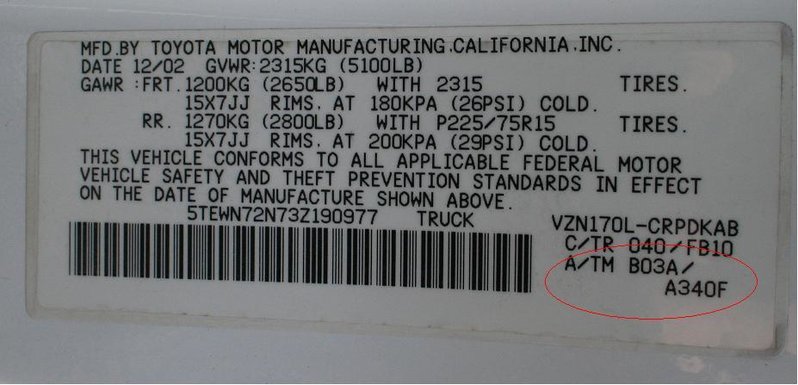 MFD.BY TOYOTA MOTOR MANUFACTURING.CALIFORNIA.INC.
DATE 12/02 GVWR:2315KG (5100LB)
GAWR :FRT.1200KG (2650LB) WITH 2315 TIRES.
15X7JJ RIMS. AT 180KPA (26PSI) COLD.
RR. 1270KG (2800LB) WITH P225/75R15 TIRES.
15X7JJ RIMS. AT 200KPA (29PSI) COLD.
THIS VEHICLE CONFORMS TO ALL APPLICABLE FEDERAL MOTOR
VEHICLE SAFETY AND THEFT PREVENTION STANDARDS IN EFFECT
ON THE DATE OF MANUFACTURE SHOWN ABOVE.
5TEWN72N73Z190977 TRUCK VZN170L-CRPDKAB
C/TR 040/FB10
A/TM B03A/
A340F